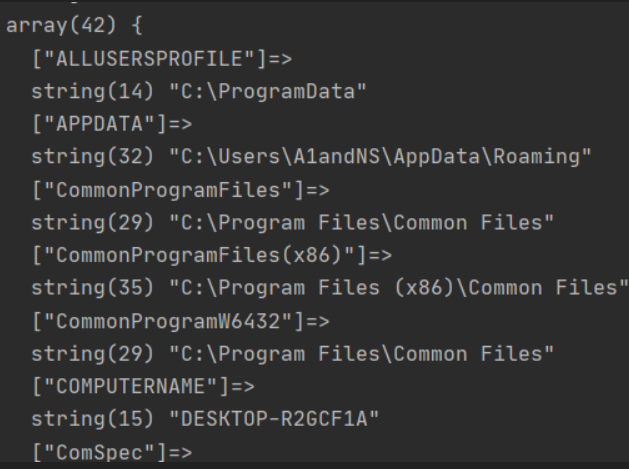 array(42) {
["ALLUSERSPROFILE"]=>
string(14) "C:\ProgramData"
["APPDATA"]=>
string(32) "C:\Users\A1andNS\AppData\Roaming"
["CommonProgramFiles"]=>
string(29) "C:\Program Files\Common Files"
["CommonProgramFiles(x86)"]=>
string(35) "C:\Program Files (x86)\Common Files"
["CommonProgramW6432"]=>
string(29) "C:\Program Files\Common Files"
["COMPUTERNAME"]=>
string(15) "DESKTOP-R2GCF1A"
["ComSpec"]=>